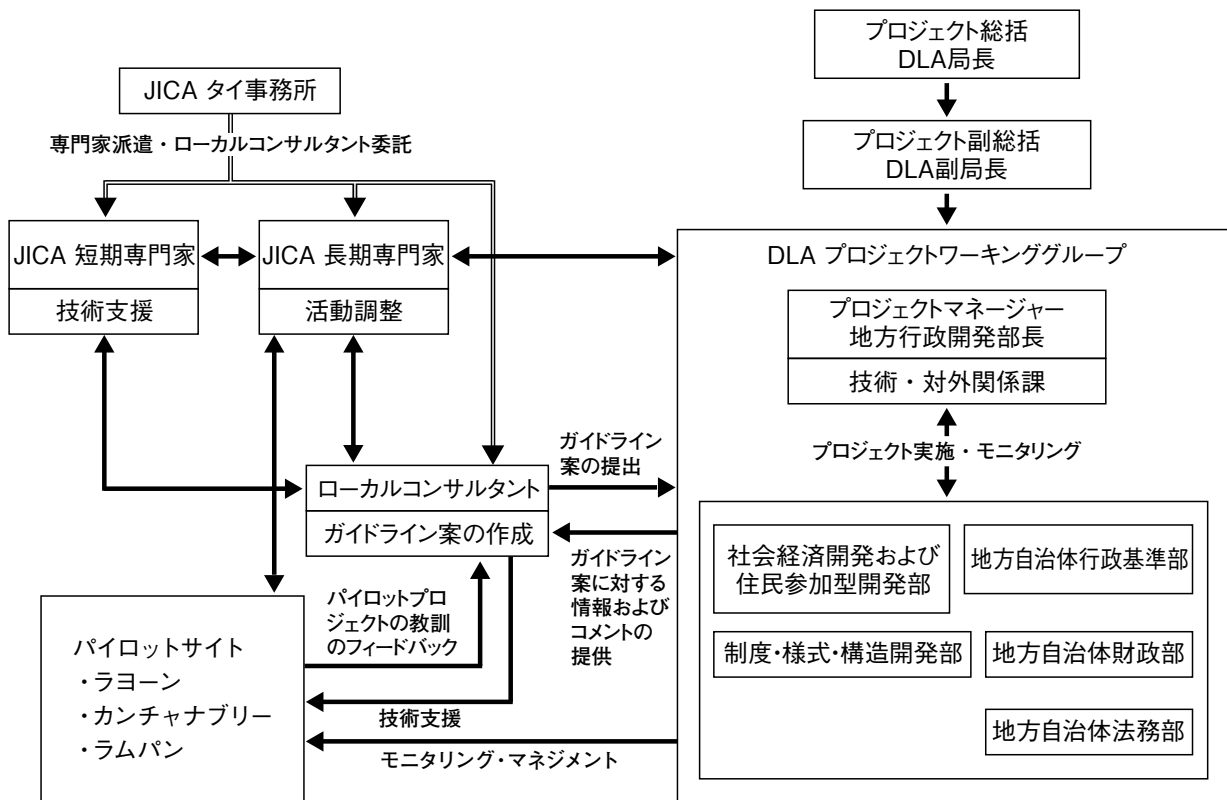 プロジェクト総括
DLA局長
JICA タイ事務所
専門家派遣・ローカルコンサルタント委託
プロジェクト副総括
DLA副局長
JICA 短期専門家
技術支援
JICA 長期専門家
活動調整
DLA プロジェクトワーキンググループ
プロジェクトマネージャー
地方行政開発部長
技術・対外関係課
プロジェクト実施・モニタリング
ガイドライン
案の提出
ローカルコンサルタント
ガイドライン案の作成
ガイドライン
案に対する
情報および
コメントの
提供
社会経済開発および
住民参加型開発部
地方自治体行政基準部
制度・様式・構造開発部
地方自治体財政部
地方自治体法務部
パイロットプロ
ジェクトの教訓
のフィードバック
パイロットサイト
・ラヨーン
・カンチャナブリー
・ラムパン
技術支援
モニタリング・マネジメント